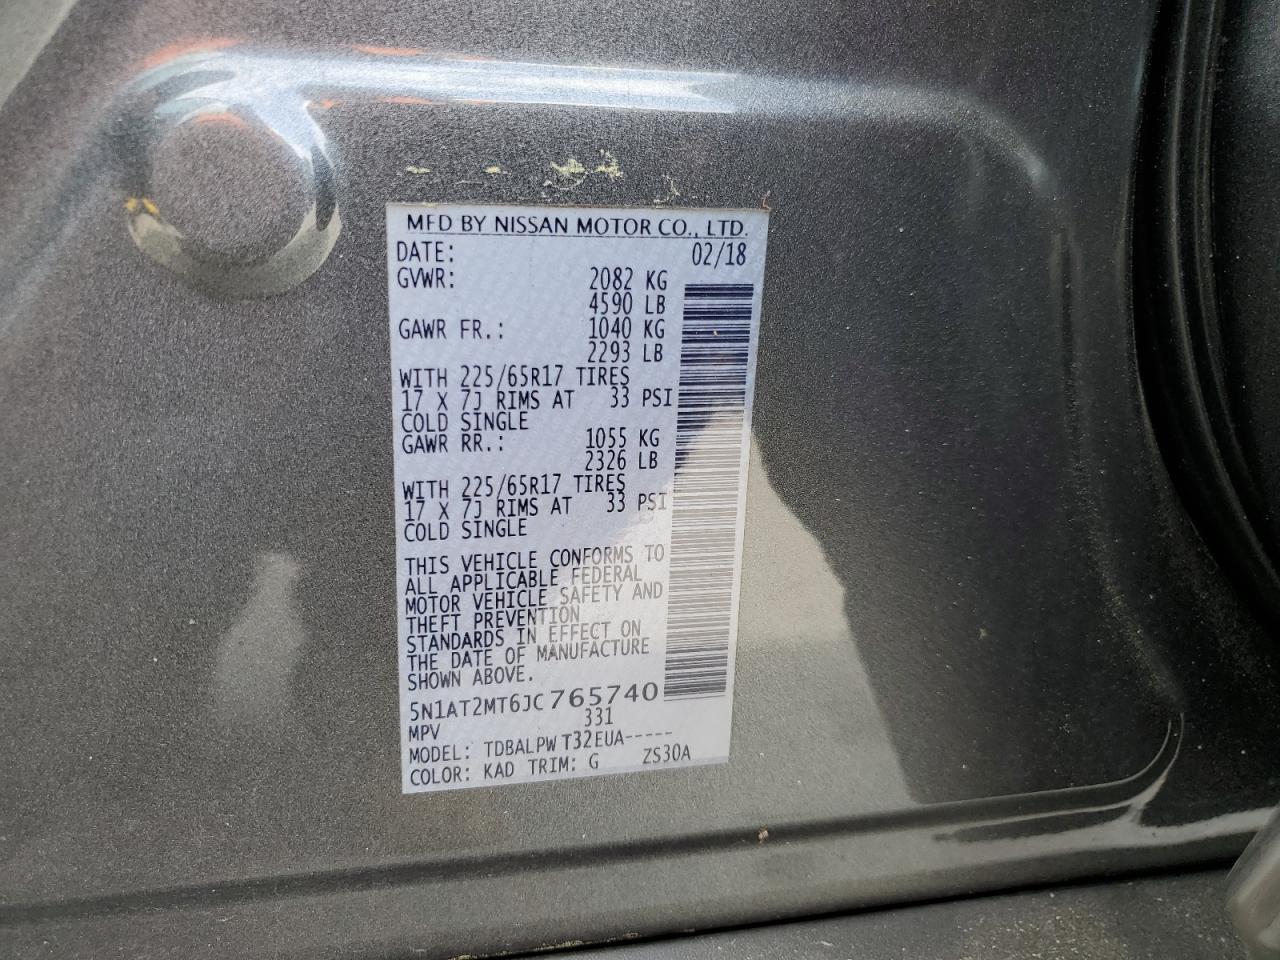 MFD BY NISSAN MOTOR CO., LTD.
DATE: 02/18
GVWR: 2082 KG
4590 LB
GAWR FR.: 1040 KG
2293 LB
WITH 225/65R17 TIRES
17 X 7J RIMS AT 33 PSI
COLD SINGLE
GAWR RR.: 1055 KG
2326 LB
WITH 225/65R17 TIRES
17 X 7J RIMS AT 33 PSI
COLD SINGLE
THIS VEHICLE CONFORMS TO
ALL APPLICABLE FEDERAL
MOTOR VEHICLE SAFETY AND
THEFT PREVENTION
STANDARDS IN EFFECT ON
THE DATE OF MANUFACTURE
SHOWN ABOVE.
5N1AT2MT6JC765740
MPV 331
MODEL: TDBALPWT32EUA-----
COLOR: KAD TRIM: G ZS30A